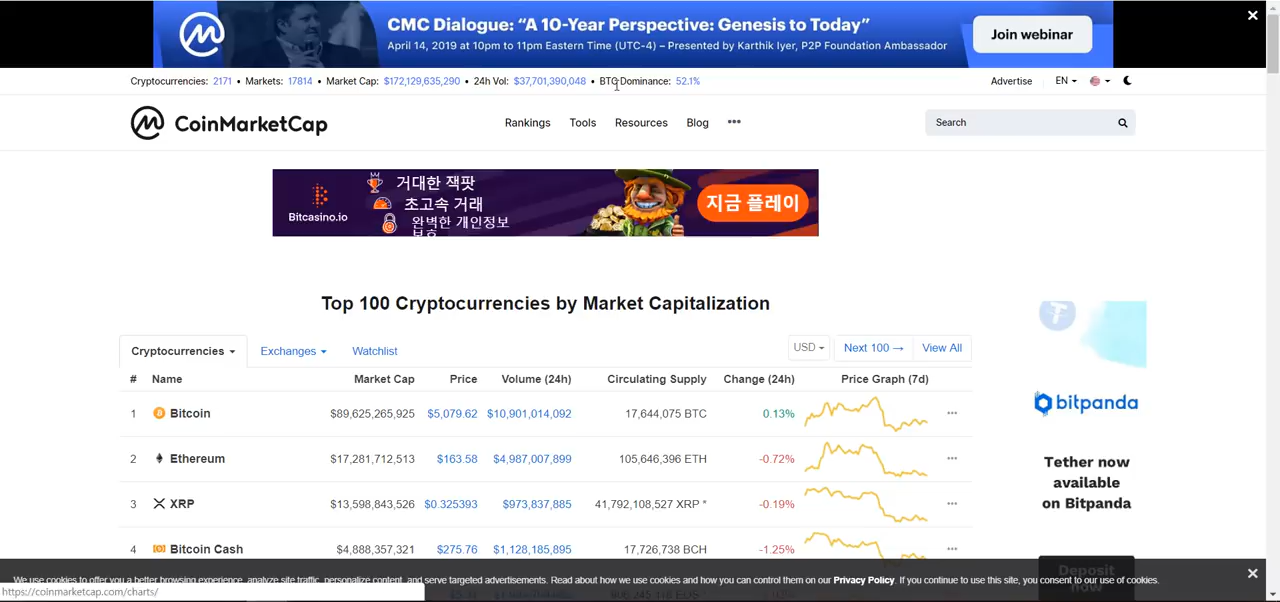 CMC Dialogue: “A 10-Year Perspective: Genesis to Today”
April 14, 2019 at 10pm to 11pm Eastern Time (UTC-4) – Presented by Karthik Iyer, P2P Foundation Ambassador
Join webinar
Cryptocurrencies: 2171 • Markets: 17814 • Market Cap: $172,129,635,290 • 24h Vol: $37,701,390,048 • BTC Dominance: 52.1%
Advertise EN
CoinMarketCap
Rankings Tools Resources Blog •••
Search
Bitcasino.io
거대한 잭팟
초고속 거래
완벽한 개인정보
보호
지금 플레이
Top 100 Cryptocurrencies by Market Capitalization
Cryptocurrencies Exchanges Watchlist
USD Next 100 → View All
# Name Market Cap Price Volume (24h) Circulating Supply Change (24h) Price Graph (7d)
1 Bitcoin $89,625,265,925 $5,079.62 $10,901,014,092 17,644,075 BTC 0.13%
2 Ethereum $17,281,712,513 $163.58 $4,987,007,899 105,646,396 ETH -0.72%
3 XRP $13,598,843,526 $0.325393 $973,837,885 41,792,108,527 XRP * -0.19%
4 Bitcoin Cash $4,888,357,321 $275.76 $1,128,185,895 17,726,738 BCH -1.25%
bitpanda
Tether now
available
on Bitpanda
Deposit
now
We use cookies to offer you a better browsing experience, analyze site traffic, personalize content, and serve targeted advertisements. Read about how we use cookies and how you can control them on our Privacy Policy. If you continue to use this site, you consent to our use of cookies.
https://coinmarketcap.com/charts/